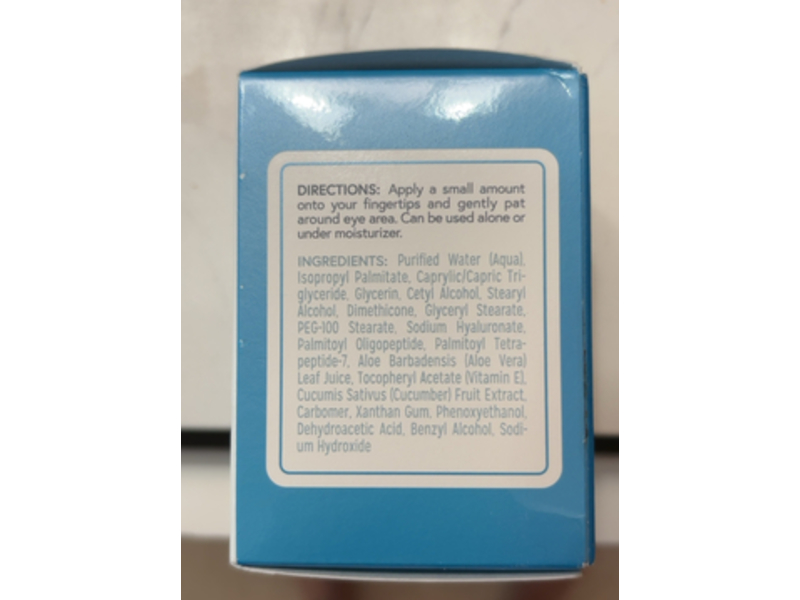 DIRECTIONS: Apply a small amount
onto your fingertips and gently pat
around eye area. Can be used alone or
under moisturizer.
INGREDIENTS: Purified Water (Aqua),
Isopropyl Palmitate, Caprylic/Capric Tri-
glyceride, Glycerin, Cetyl Alcohol, Stearyl
Alcohol, Dimethicone, Glyceryl Stearate,
PEG-100 Stearate, Sodium Hyaluronate,
Palmitoyl Oligopeptide, Palmitoyl Tetra-
peptide-7, Aloe Barbadensis (Aloe Vera)
Leaf Juice, Tocopheryl Acetate (Vitamin E),
Cucumis Sativus (Cucumber) Fruit Extract,
Carbomer, Xanthan Gum, Phenoxyethanol,
Dehydroacetic Acid, Benzyl Alcohol, Sodi-
um Hydroxide